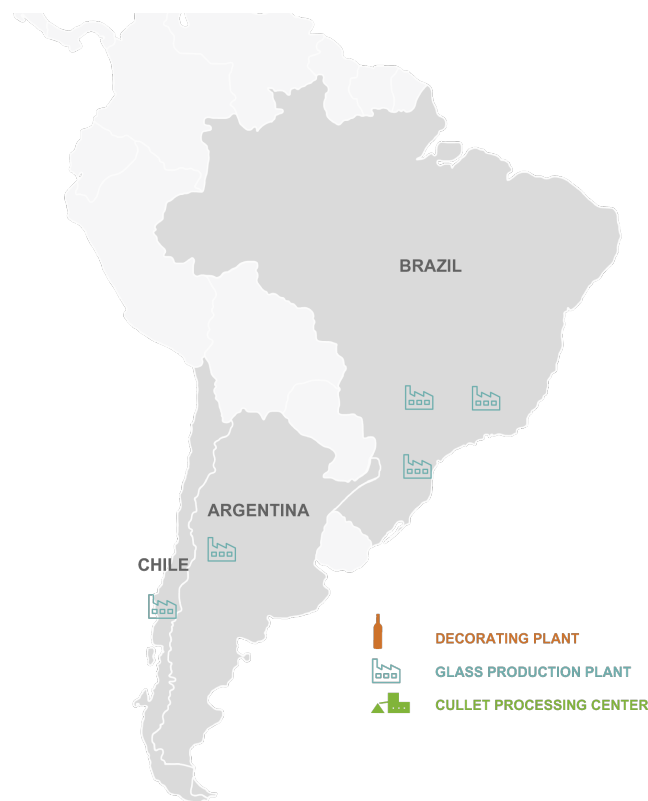 BRAZIL
ARGENTINA
CHILE
DECORATING PLANT
GLASS PRODUCTION PLANT
CULLET PROCESSING CENTER